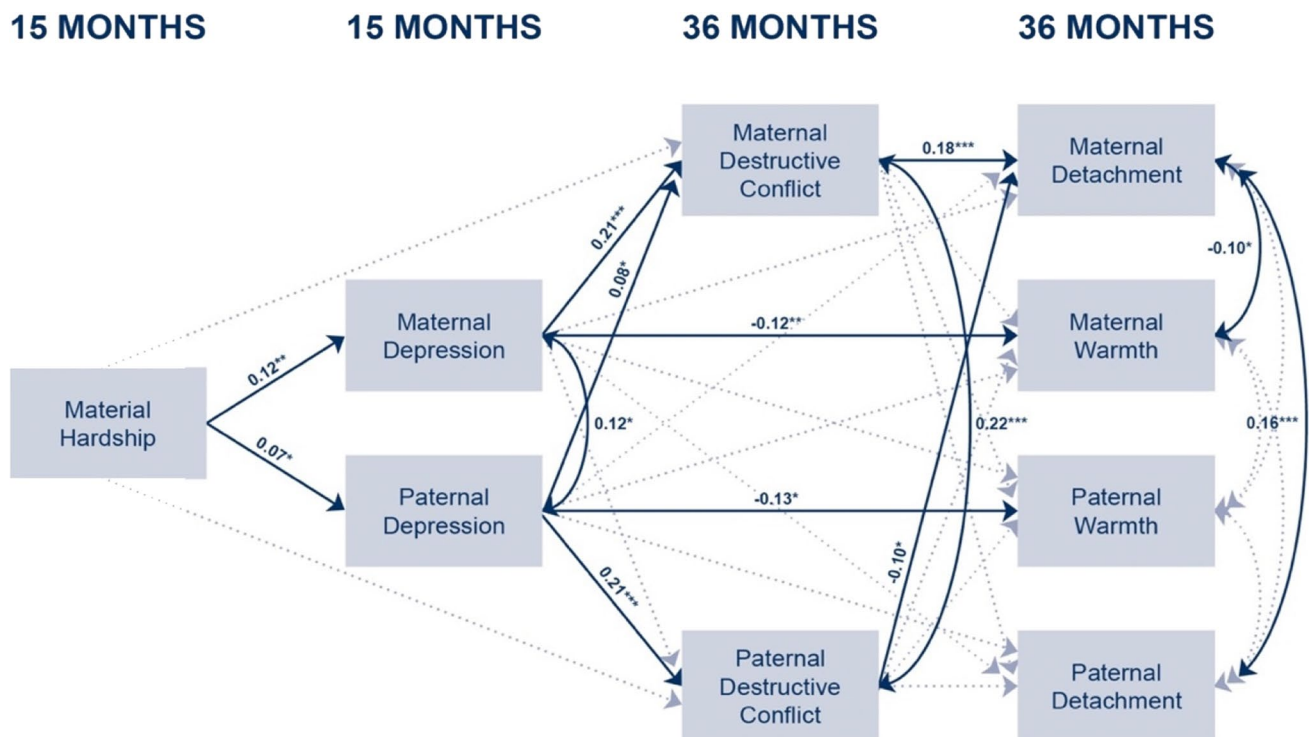 15 MONTHS
15 MONTHS
36 MONTHS
36 MONTHS
Maternal
Destructive
Conflict
0.18***
Maternal
Detachment
0.21***
0.08*
-0.10*
Maternal
Depression
-0.12**
Maternal
Warmth
0.12**
Material
Hardship
0.12*
0.22***
0.16***
0.07*
Paternal
Depression
-0.13*
Paternal
Warmth
0.21***
-0.10*
Paternal
Destructive
Conflict
Paternal
Detachment